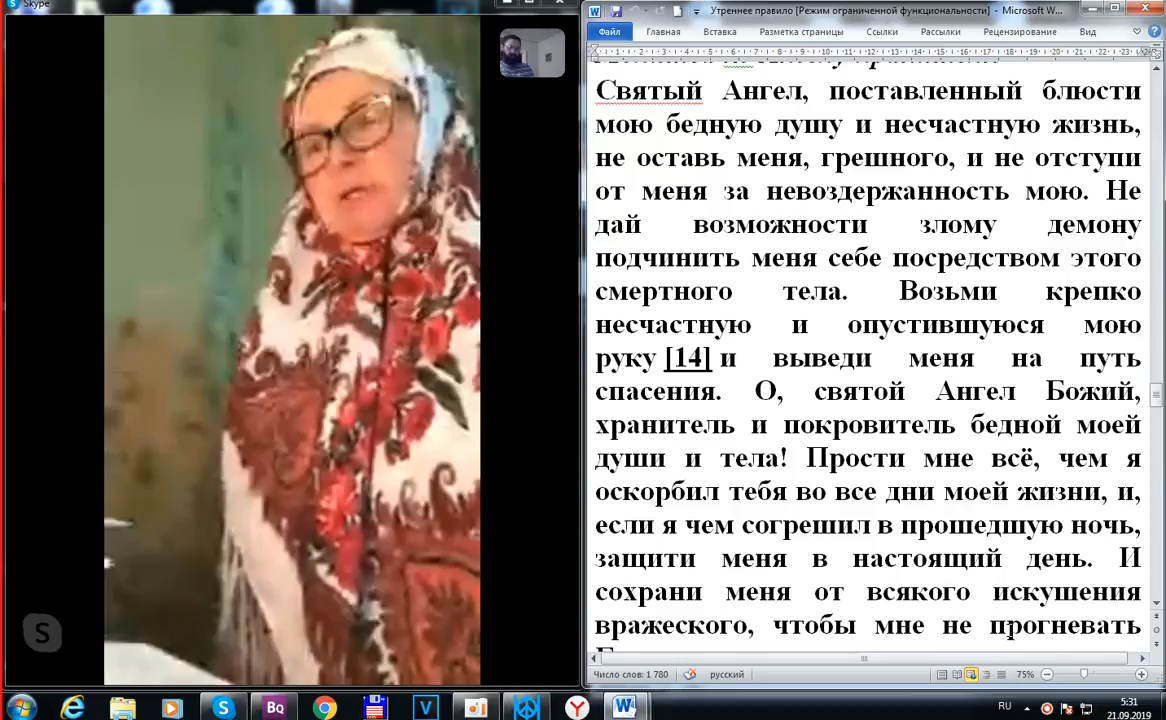 Skype
Утреннее правило [Режим ограниченной функциональности] - Microsoft W...
Файл Главная Вставка Разметка страницы Ссылки Рассылки Рецензирование Вид
Святый Ангел, поставленный блюсти
мою бедную душу и несчастную жизнь,
не оставь меня, грешного, и не отступи
от меня за невоздержанность мою. Не
дай возможности злому демону
подчинить меня себе посредством этого
смертного тела. Возьми крепко
несчастную и опустившуюся мою
руку [14] и выведи меня на путь
спасения. О, святой Ангел Божий,
хранитель и покровитель бедной моей
души и тела! Прости мне всё, чем я
оскорбил тебя во все дни моей жизни, и,
если я чем согрешил в прошедшую ночь,
защити меня в настоящий день. И
сохрани меня от всякого искушения
вражеского, чтобы мне не прогневать
Число слов: 1 780 русский 75%
RU 5:31
21.09.2019